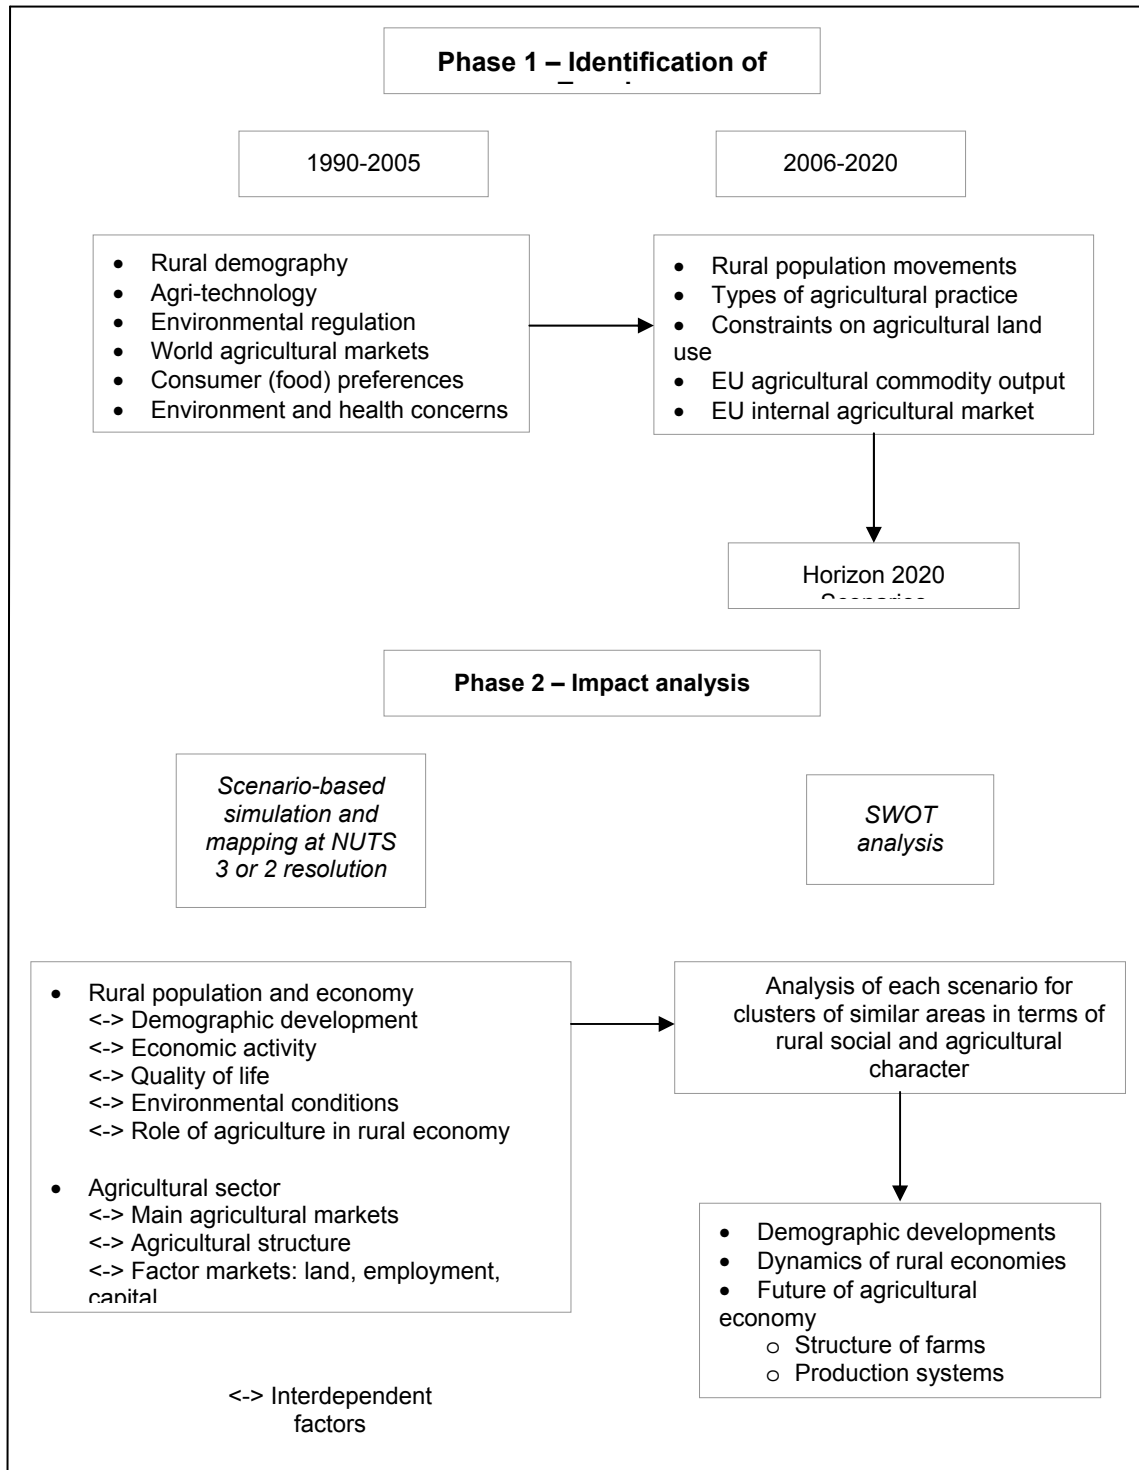 Phase 1 – Identification of
1990-2005
2006-2020
• Rural demography
• Agri-technology
• Environmental regulation
• World agricultural markets
• Consumer (food) preferences
• Environment and health concerns
• Rural population movements
• Types of agricultural practice
• Constraints on agricultural land
use
• EU agricultural commodity output
• EU internal agricultural market
Horizon 2020
Phase 2 – Impact analysis
Scenario-based
simulation and
mapping at NUTS
3 or 2 resolution
SWOT
analysis
• Rural population and economy
<-> Demographic development
<-> Economic activity
<-> Quality of life
<-> Environmental conditions
<-> Role of agriculture in rural economy
• Agricultural sector
<-> Main agricultural markets
<-> Agricultural structure
<-> Factor markets: land, employment,
capital
Analysis of each scenario for
clusters of similar areas in terms of
rural social and agricultural
character
• Demographic developments
• Dynamics of rural economies
• Future of agricultural
economy
o Structure of farms
o Production systems
<-> Interdependent
factors